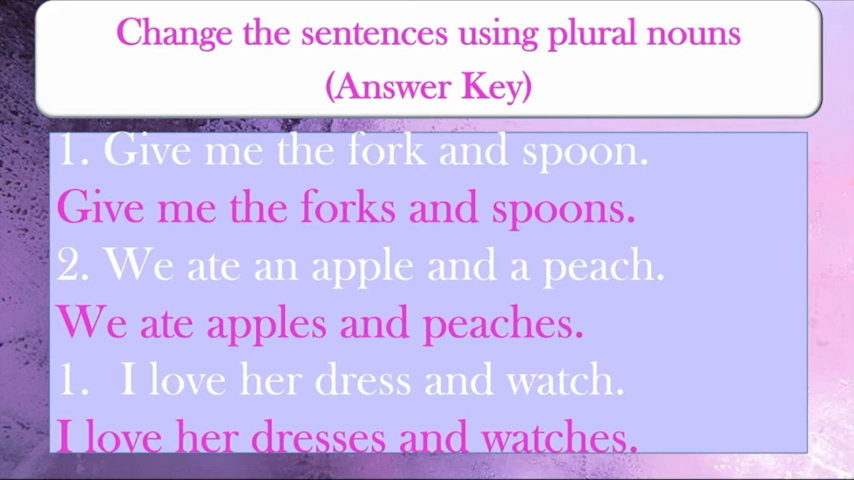 Change the sentences using plural nouns
(Answer Key)
1. Give me the fork and spoon.
Give me the forks and spoons.
2. We ate an apple and a peach.
We ate apples and peaches.
1. I love her dress and watch.
I love her dresses and watches.